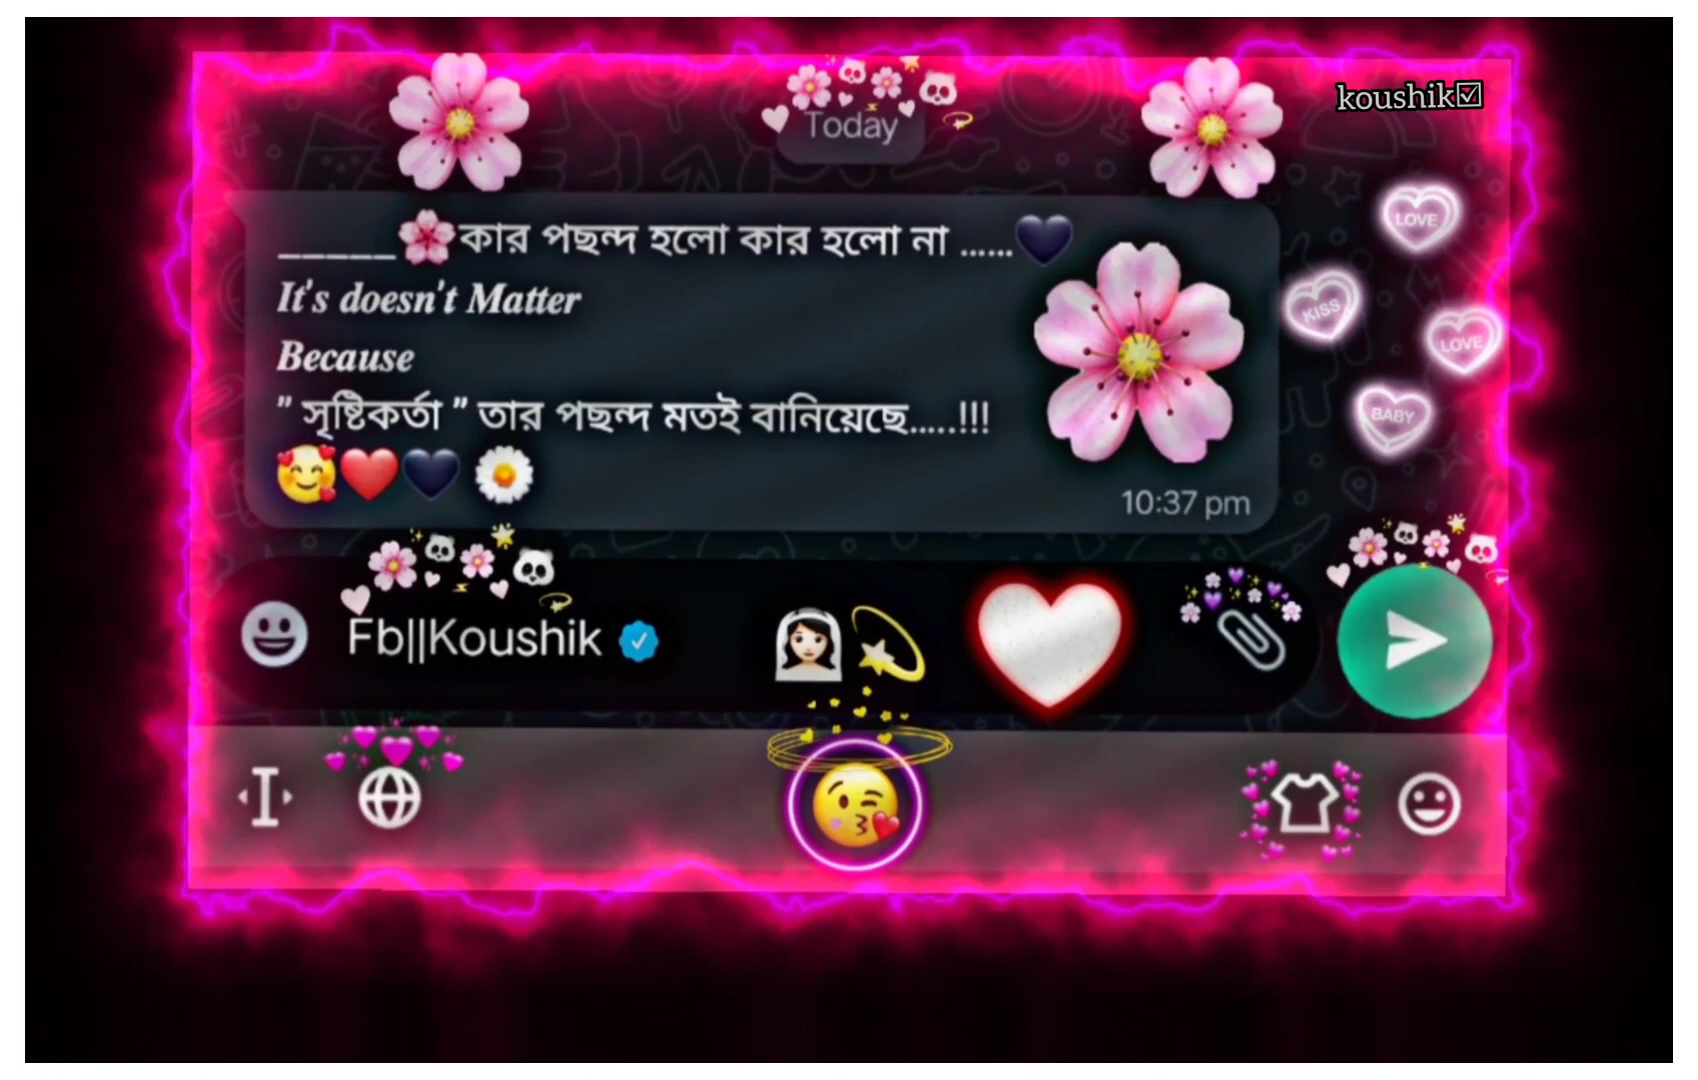 koushik☑
Today
_____🌸কার পছন্দ হলো কার হলো না ......🖤
It's doesn't Matter
Because
” সৃষ্টিকর্তা ” তার পছন্দ মতই বানিয়েছে.....!!!
🥰❤️🖤 🌼
10:37 pm
LOVE
KISS
LOVE
BABY
Fb||Koushik